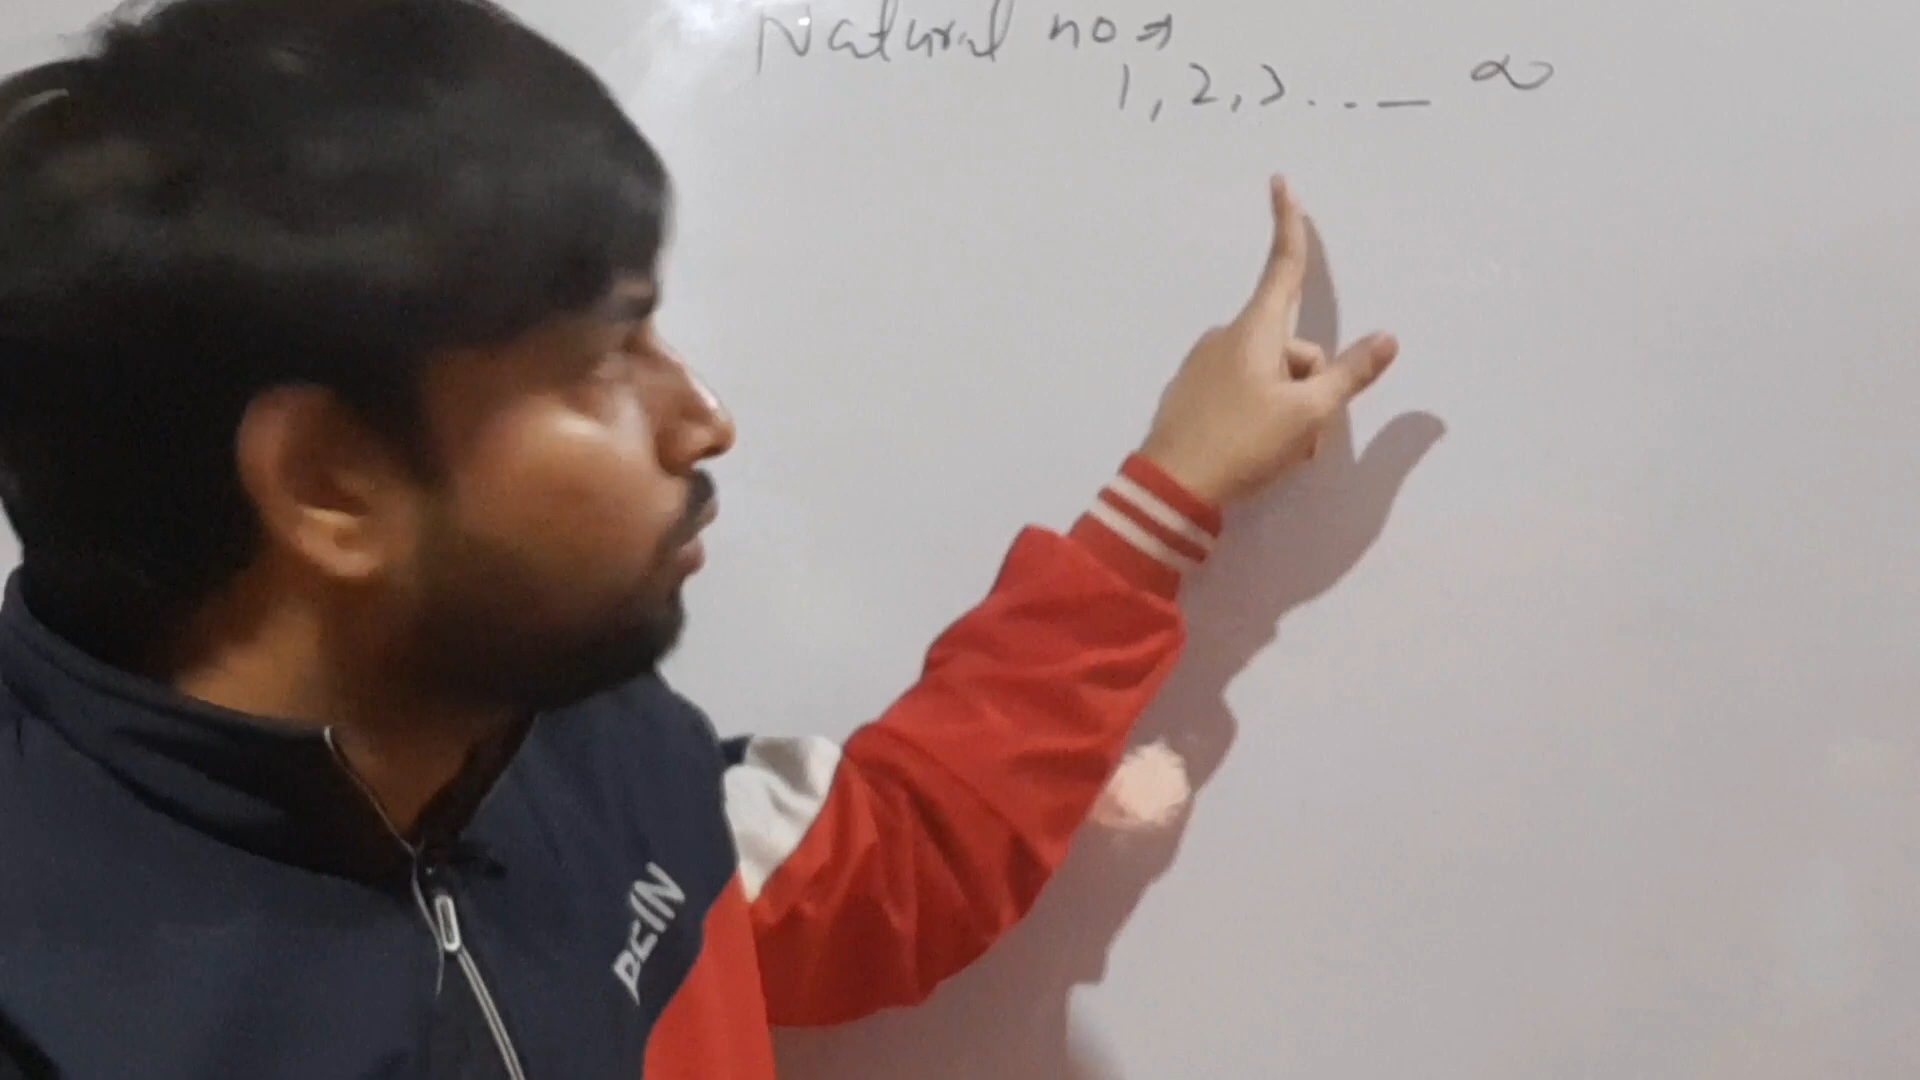 Natural no ⇒
1, 2, 3 . . . _ ∞